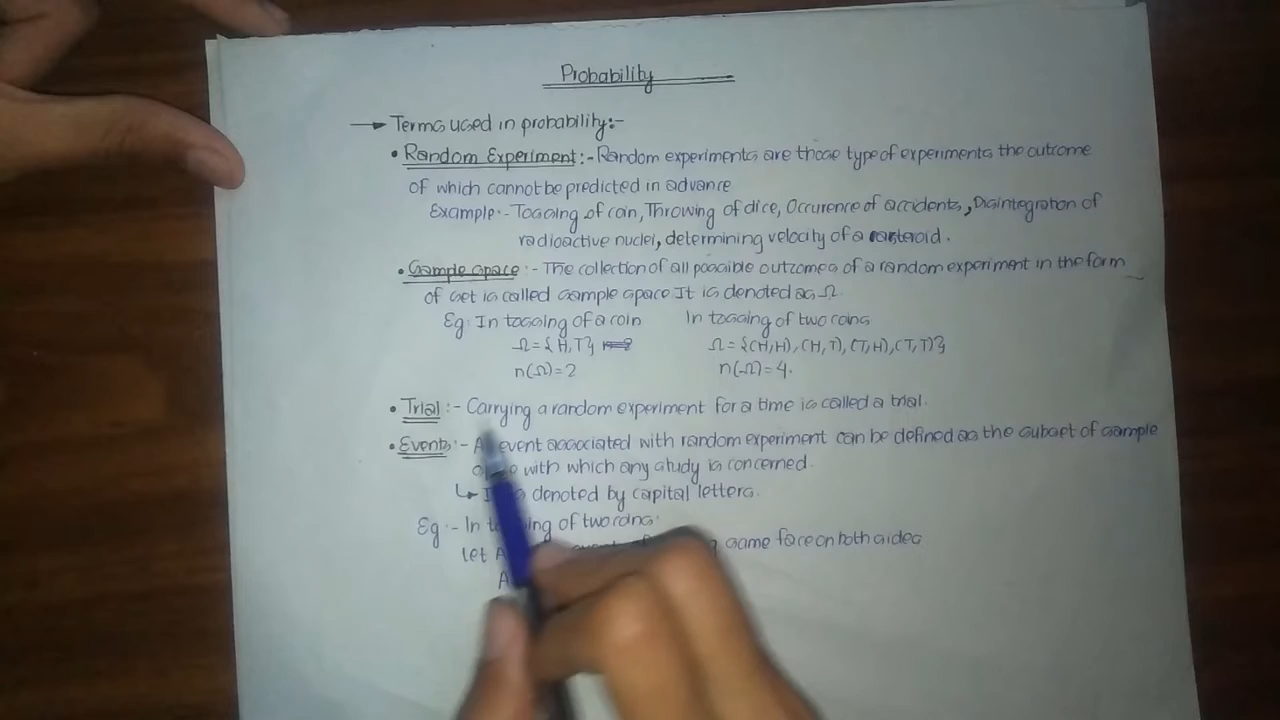 Probability
→ Terms used in probability:-
• Random Experiment:- Random experiments are those type of experiments the outcome
of which cannot be predicted in advance
Example:- Tossing of coin, Throwing of dice, Occurence of accidents, Disintegration of
radioactive nuclei, determining velocity of a asteroid.
• Sample space:- The collection of all possible outcomes of a random experiment in the form
of set is called sample space It is denoted as Ω.
Eg: In tossing of a coin
Ω = {H,T}
n(Ω)=2
In tossing of two coins
Ω = {(H,H),(H,T),(T,H),(T,T)}
n(Ω)=4.
• Trial:- Carrying a random experiment for a time is called a trial.
• Events:- event associated with random experiment can be defined as the subset of sample
with which any study is concerned.
↳ denoted by capital letters.
Eg:- In of two coins.
let A same face on both sides
A